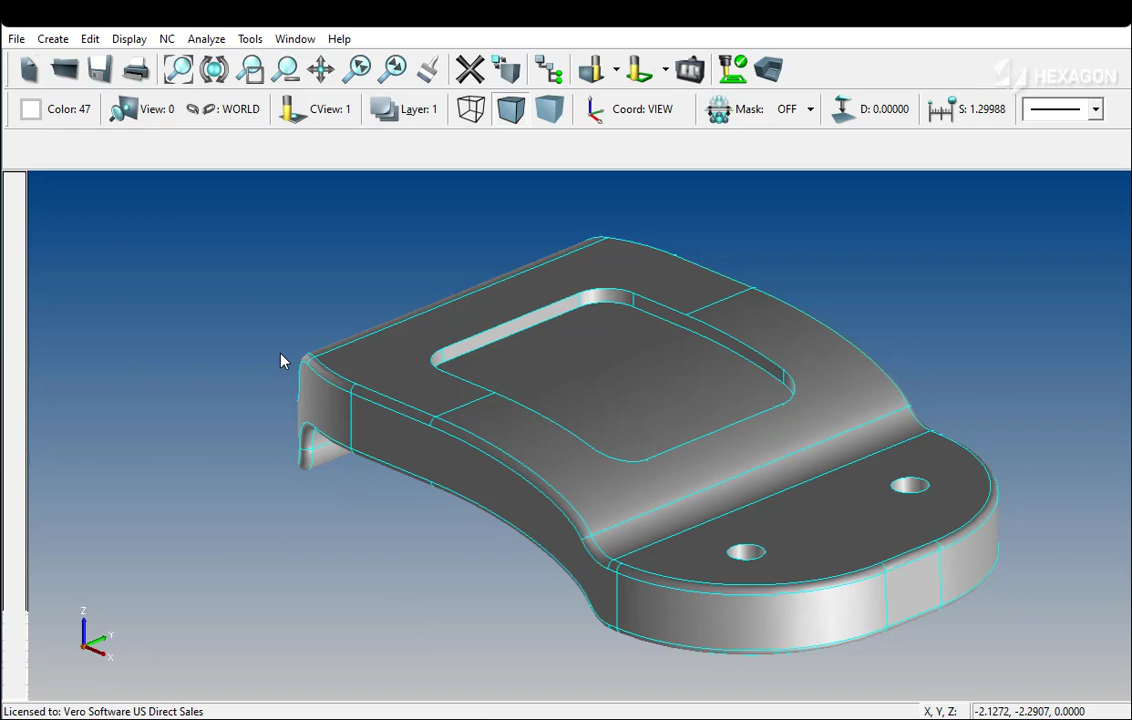 File Create Edit Display NC Analyze Tools Window Help
HEXAGON
Color: 47 View: 0 : WORLD CView: 1 Layer: 1 Coord: VIEW Mask: OFF D: 0.00000 S: 1.29988
Z
Y
X
Licensed to: Vero Software US Direct Sales X, Y, Z: -2.1272, -2.2907, 0.0000